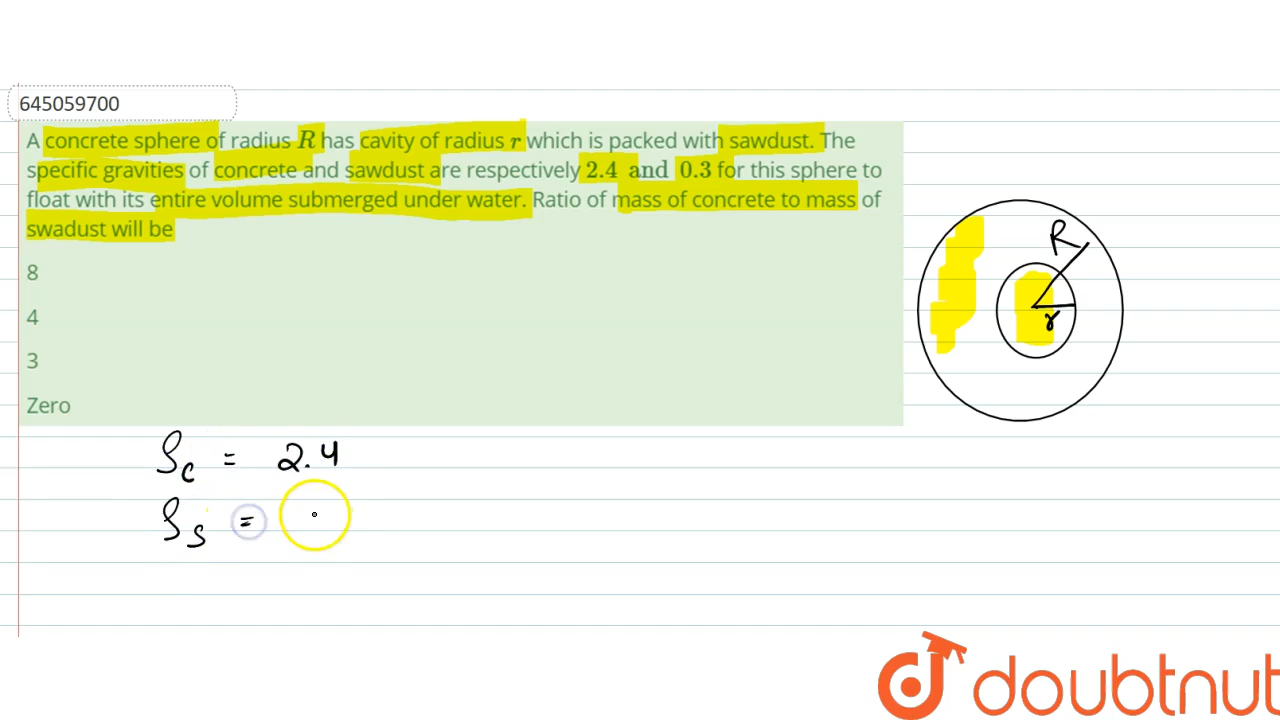 645059700
A concrete sphere of radius R has cavity of radius r which is packed with sawdust. The
specific gravities of concrete and sawdust are respectively 2.4 and 0.3 for this sphere to
float with its entire volume submerged under water. Ratio of mass of concrete to mass of
swadust will be
8
4
3
Zero
R
r
ρc = 2.4
ρs =
doubtnut